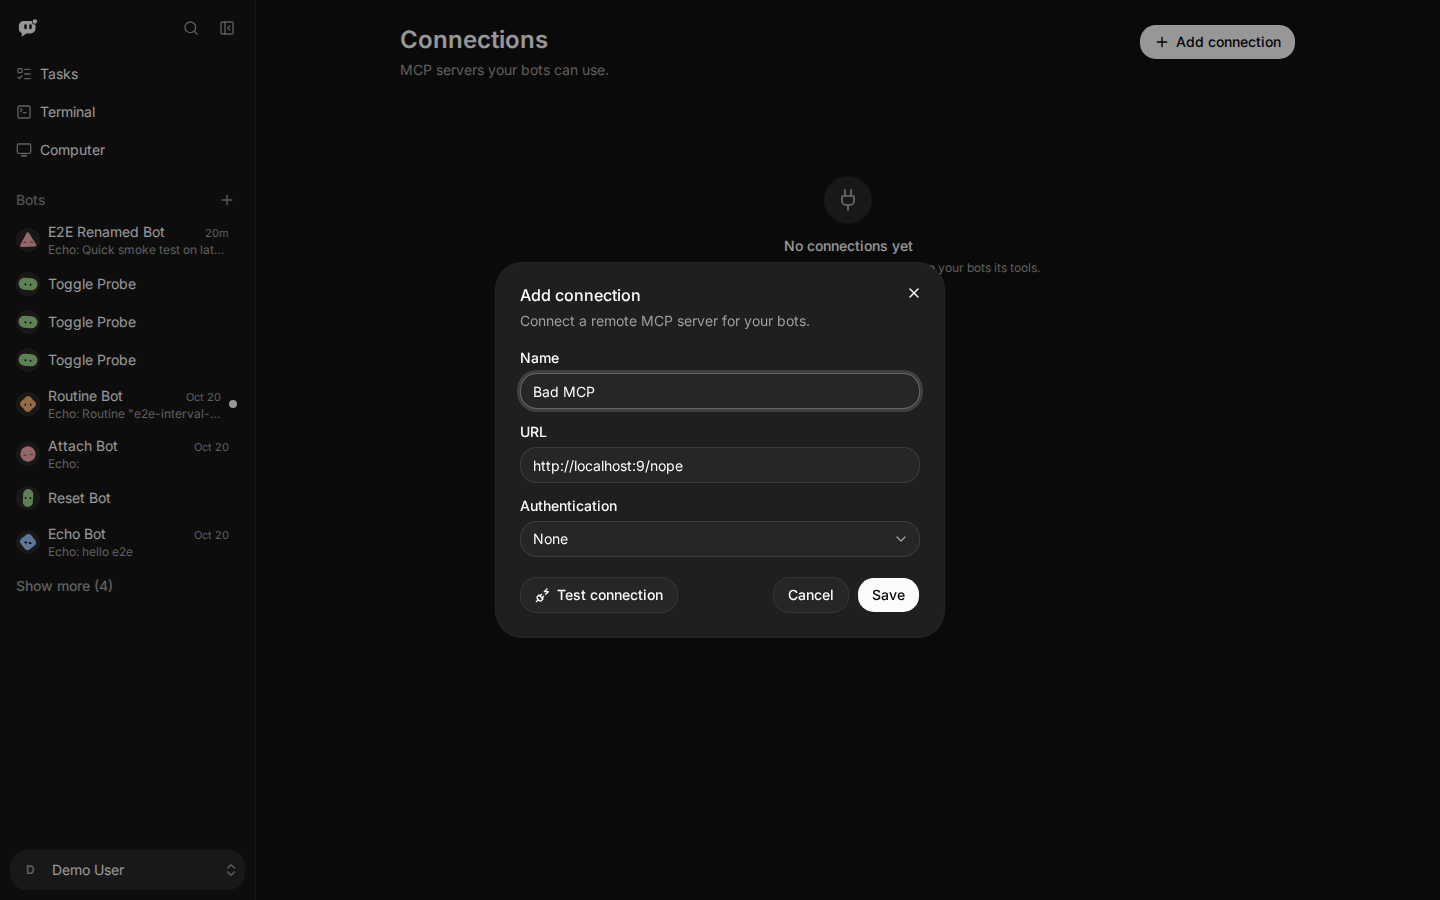 Tasks
Terminal
Computer
Bots
E2E Renamed Bot 20m
Echo: Quick smoke test on lat...
Toggle Probe
Toggle Probe
Toggle Probe
Routine Bot Oct 20
Echo: Routine "e2e-interval-...
Attach Bot Oct 20
Echo:
Reset Bot
Echo Bot Oct 20
Echo: hello e2e
Show more (4)
D Demo User
Connections
MCP servers your bots can use.
Add connection
No connections yet
your bots its tools.
Add connection
Connect a remote MCP server for your bots.
Name
Bad MCP
URL
http://localhost:9/nope
Authentication
None
Test connection
Cancel
Save